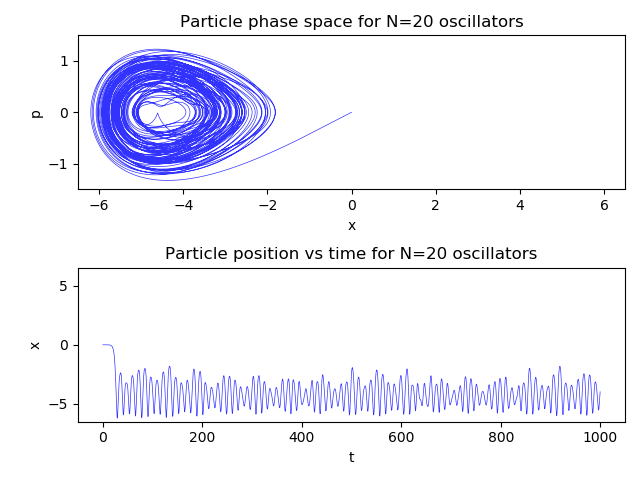 Particle phase space for N=20 oscillators
1
0
−1
p
−6 −4 −2 0 2 4 6
x
Particle position vs time for N=20 oscillators
5
0
−5
x
0 200 400 600 800 1000
t